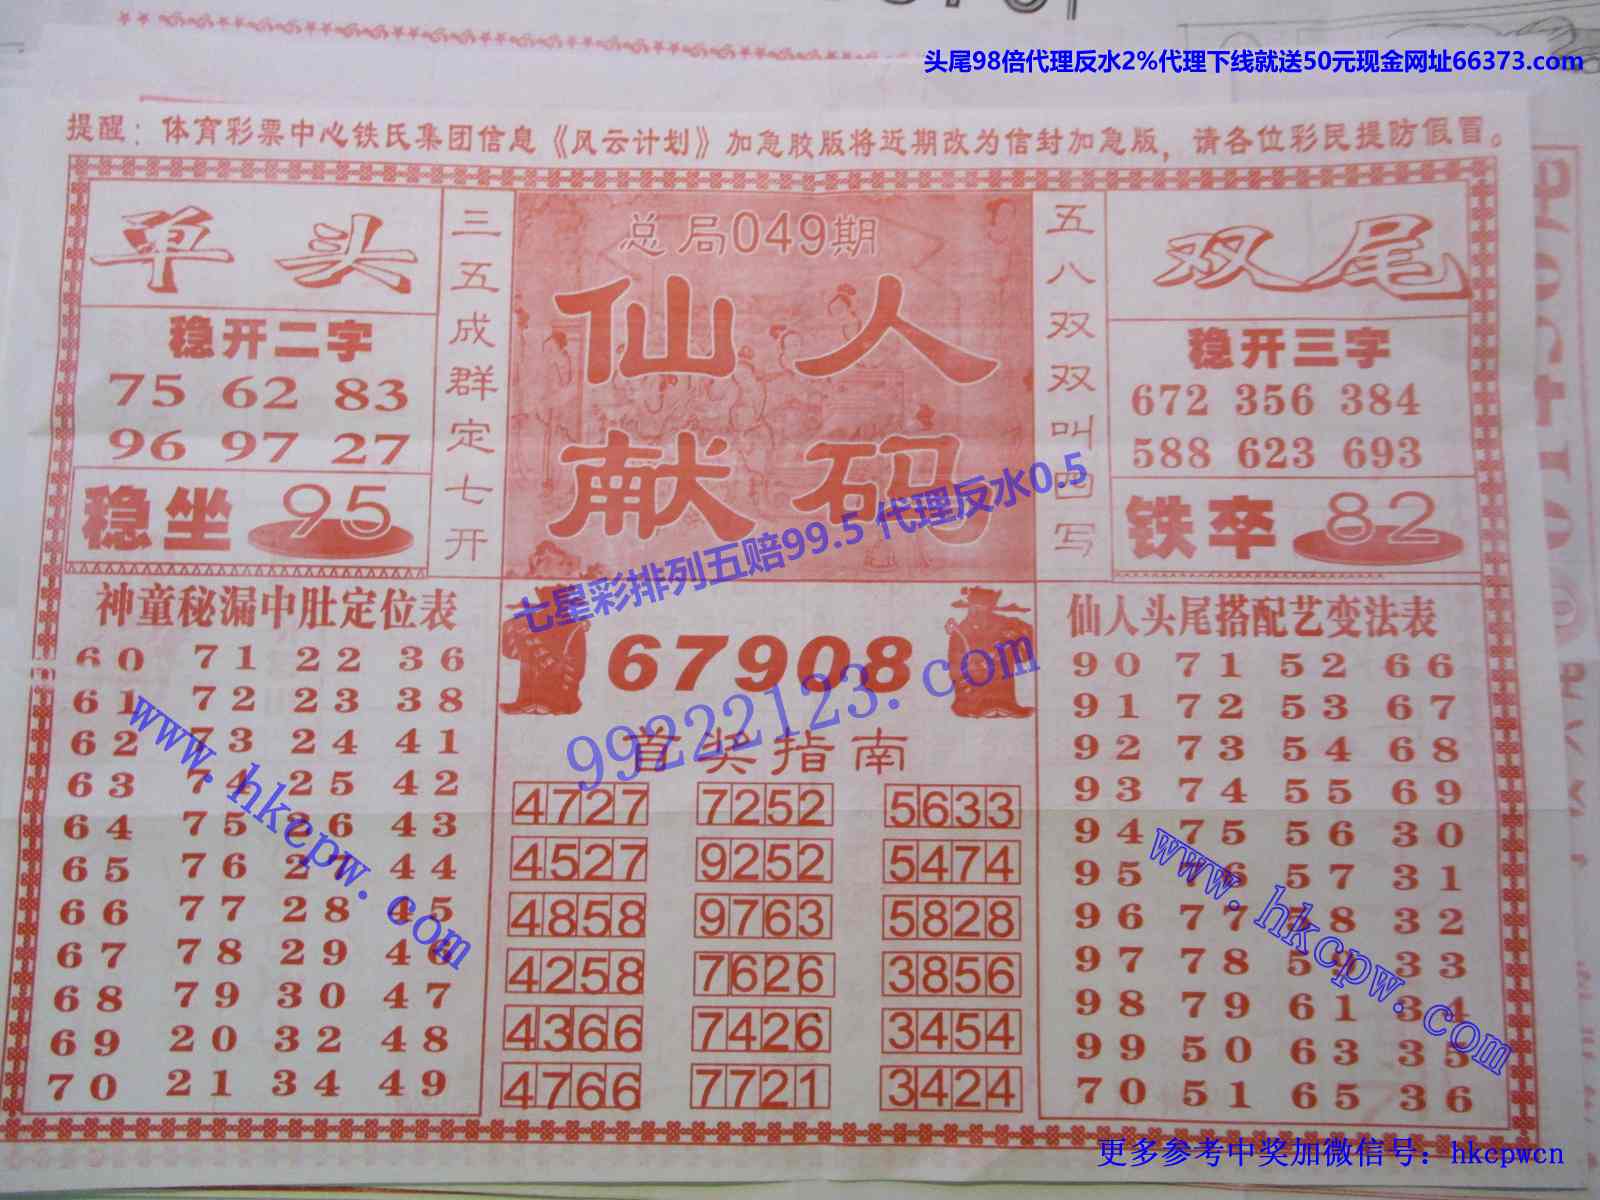 头尾98倍代理反水2%代理下线就送50元现金网址66373.com
提醒：体育彩票中心铁氏集团信息《风云计划》加急胶版将近期改为信封加急版，请各位彩民提防假冒。
单头
稳开二字
75 62 83
96 97 27
稳坐 95
三五成群定七开
总局049期
仙人
献码
五八双双叫四写
双尾
稳开三字
672 356 384
588 623 693
铁卒 82
七星彩排列五赔99.5 代理反水0.5
神童秘漏中肚定位表
60 71 22 36
61 72 23 38
62 73 24 41
63 74 25 42
64 75 26 43
65 76 27 44
66 77 28 45
67 78 29 46
68 79 30 47
69 20 32 48
70 21 34 49
www.hkcpw.com
67908
99222123.com
首奖指南
4727 7252 5633
4527 9252 5474
4858 9763 5828
4258 7626 3856
4366 7426 3454
4766 7721 3424
仙人头尾搭配艺变法表
90 71 52 66
91 72 53 67
92 73 54 68
93 74 55 69
94 75 56 30
95 76 57 31
96 77 58 32
97 78 59 33
98 79 61 34
99 50 63 35
70 51 65 36
www.hkcpw.com
更多参考中奖加微信号：hkcpwcn